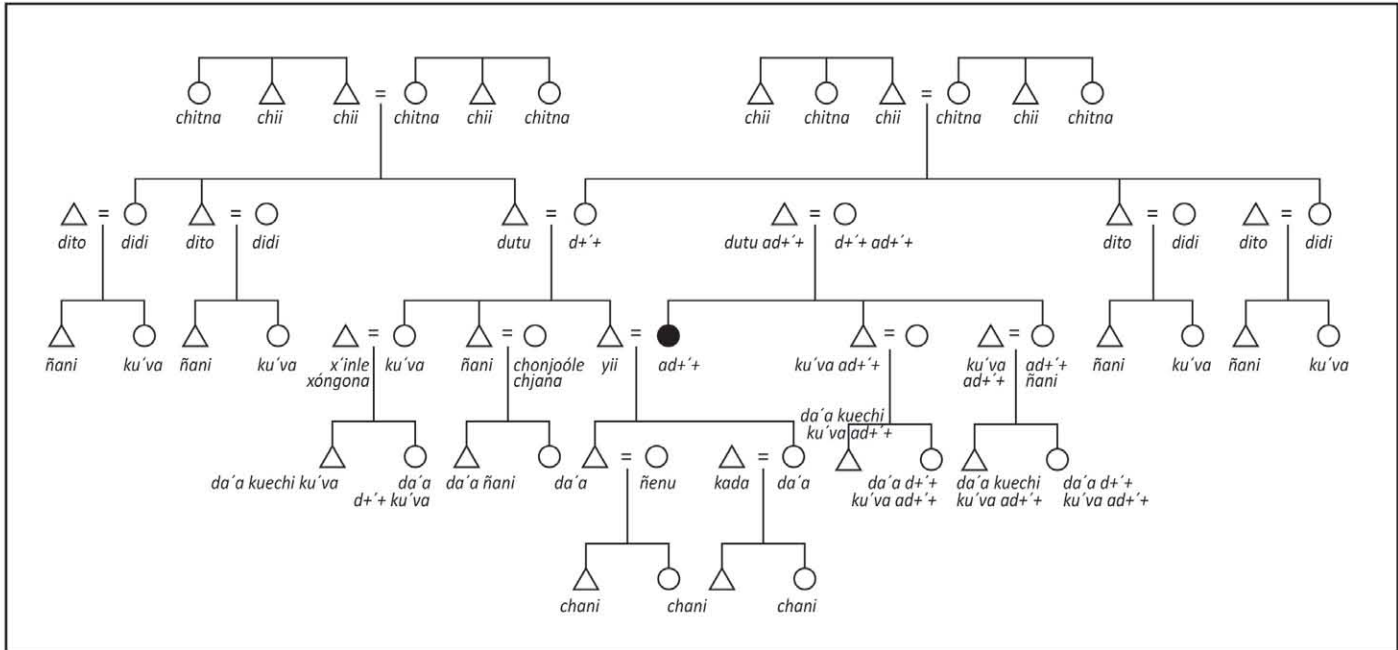 chitna chii chii chitna chii chitna chii chitna chii chitna chii chitna
dito didi dito didi dutu d+´+ dutu ad+´+ d+´+ ad+´+ dito didi dito didi
ñani ku´va ñani ku´va x´inle ku´va ñani chonjoóle yii ad+´+ ku´va ad+´+ ku´va ad+´+ ñani ku´va ñani ku´va
xóngona chjana ad+´+ ñani
da´a kuechi
ku´va ad+´+
da´a kuechi ku´va da´a da´a ñani da´a ñenu kada da´a da´a d+´+ da´a kuechi da´a d+´+
d+´+ ku´va ku´va ad+´+ ku´va ad+´+ ku´va ad+´+
chani chani chani